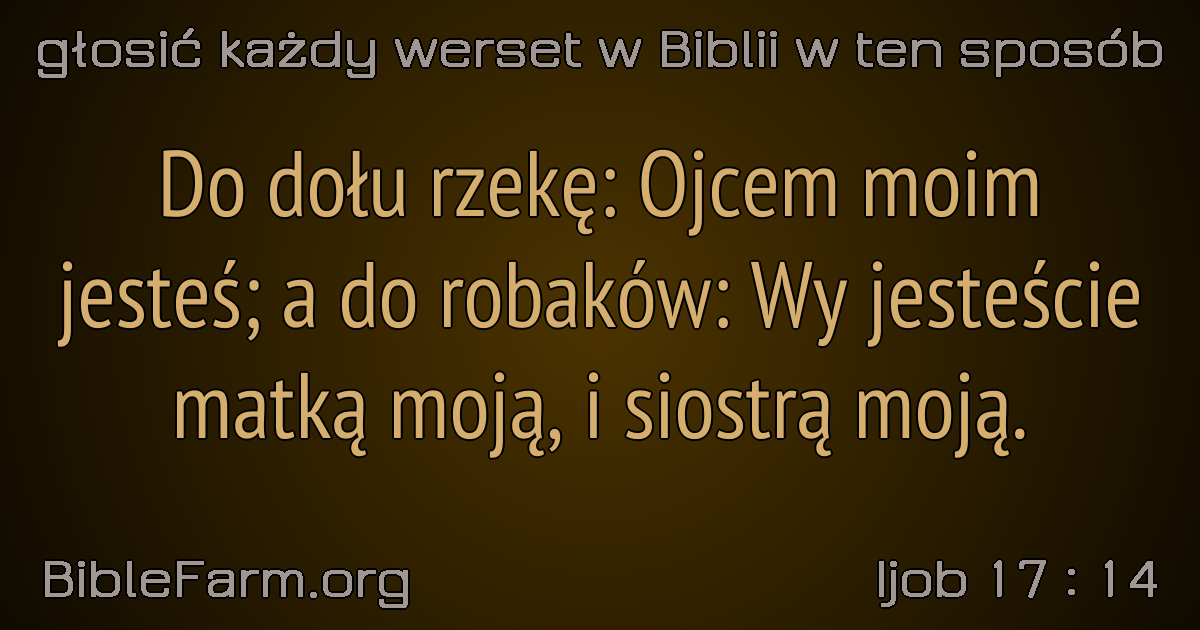 głosić każdy werset w Biblii w ten sposób
Do dołu rzekę: Ojcem moim
jesteś; a do robaków: Wy jesteście
matką moją, i siostrą moją.
BibleFarm.org
Ijob 17 : 14